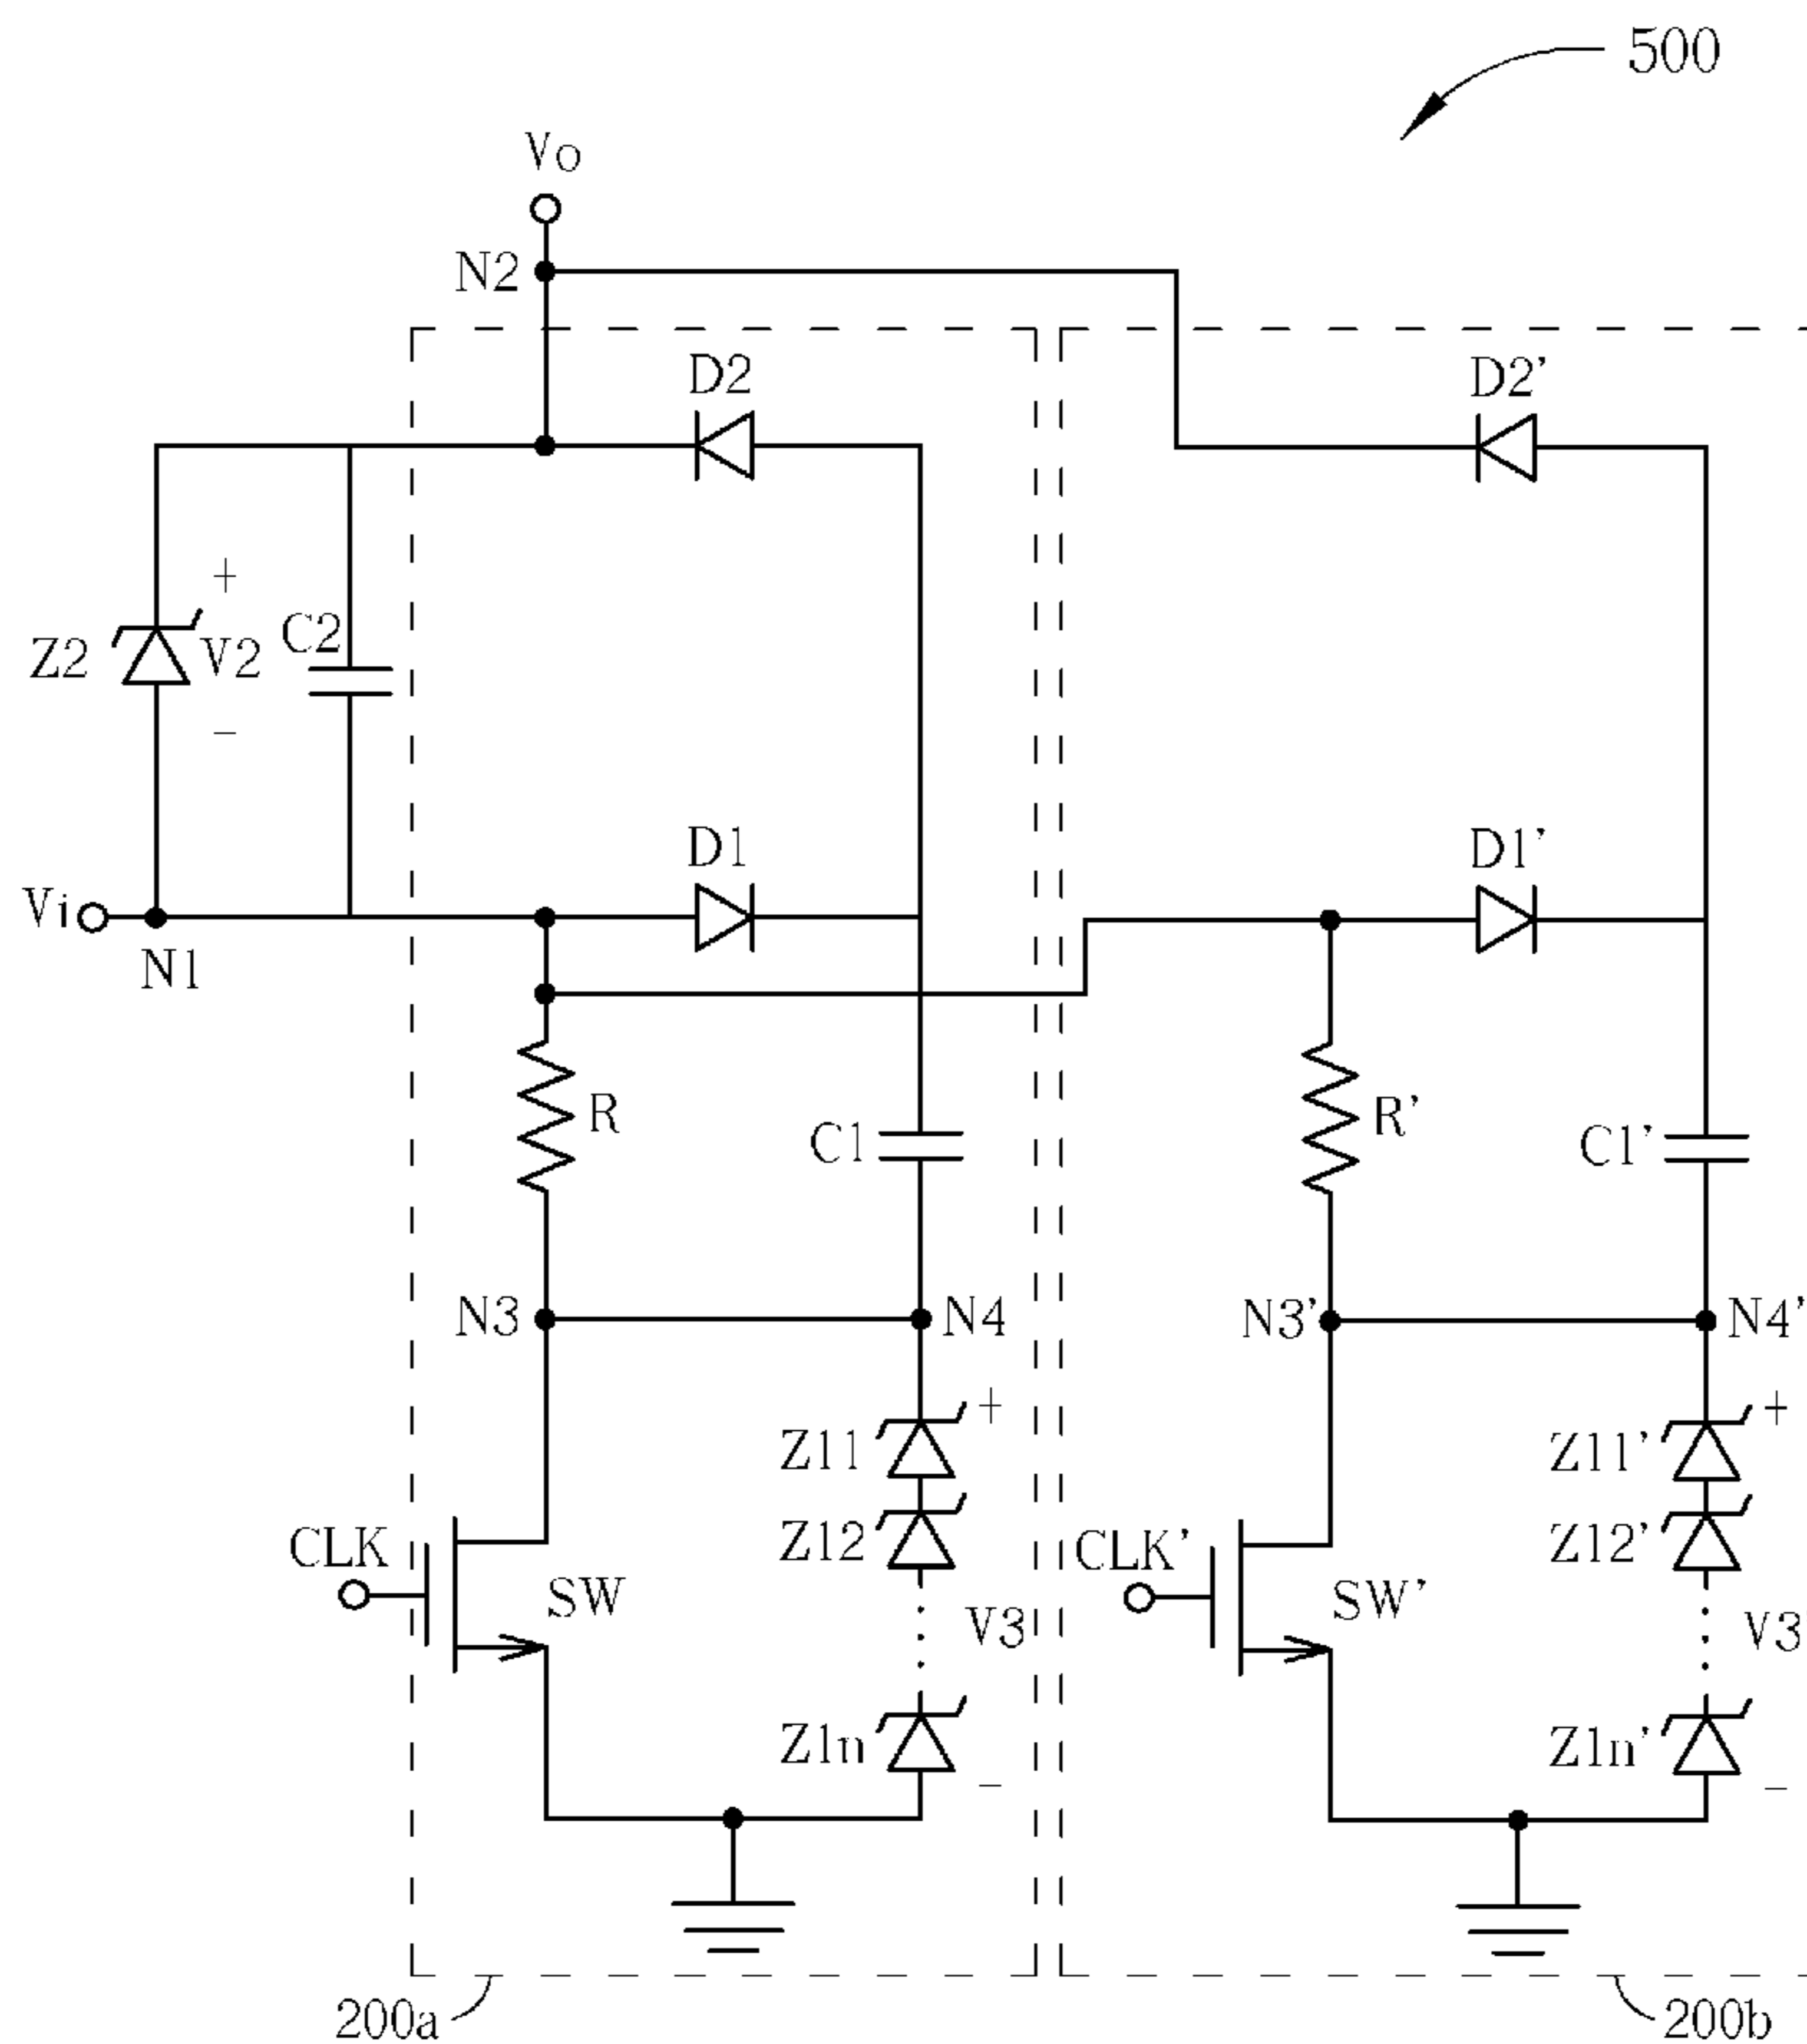 500
Vo
N2
D2
D2'
+
Z2
V2
C2
-
D1
D1'
Vi
N1
R
C1
R'
C1'
N3
N4
N3'
N4'
+
+
Z11
Z11'
CLK
Z12
CLK'
Z12'
SW
V3
SW'
V3
Z1n
Z1n'
-
-
200a
200b